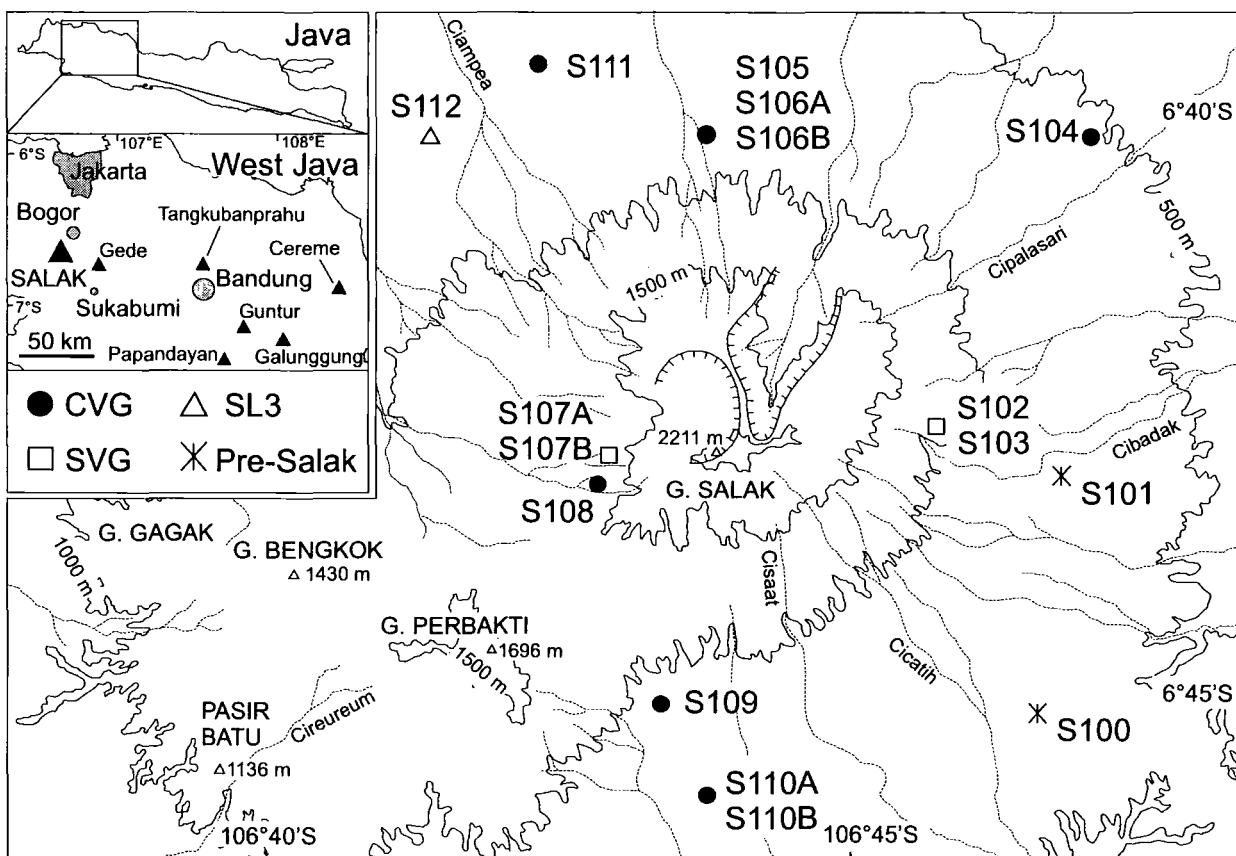 Java
107°E
108°E
6°S
West Java
Jakarta
Bogor
Tangkubanprahu
Gede
Cereme
SALAK
Bandung
7°S
Sukabumi
Guntur
50 km
Papandayan
Galunggung
CVG
SL3
SVG
Pre-Salak
Ciampea
S111
S105
S106A
S106B
S112
S104
6°40'S
500 m
Cipalasari
1500 m
S107A
S107B
2211 m
S102
S103
Cibadak
S108
G. SALAK
S101
G. GAGAK
1000 m
G. BENGKOK
1430 m
Cisaat
G. PERBAKTI
1696 m
1500 m
Cicatih
6°45'S
S109
S100
PASIR
BATU
Cireureum
1136 m
S110A
S110B
M
106°40'S
106°45'S